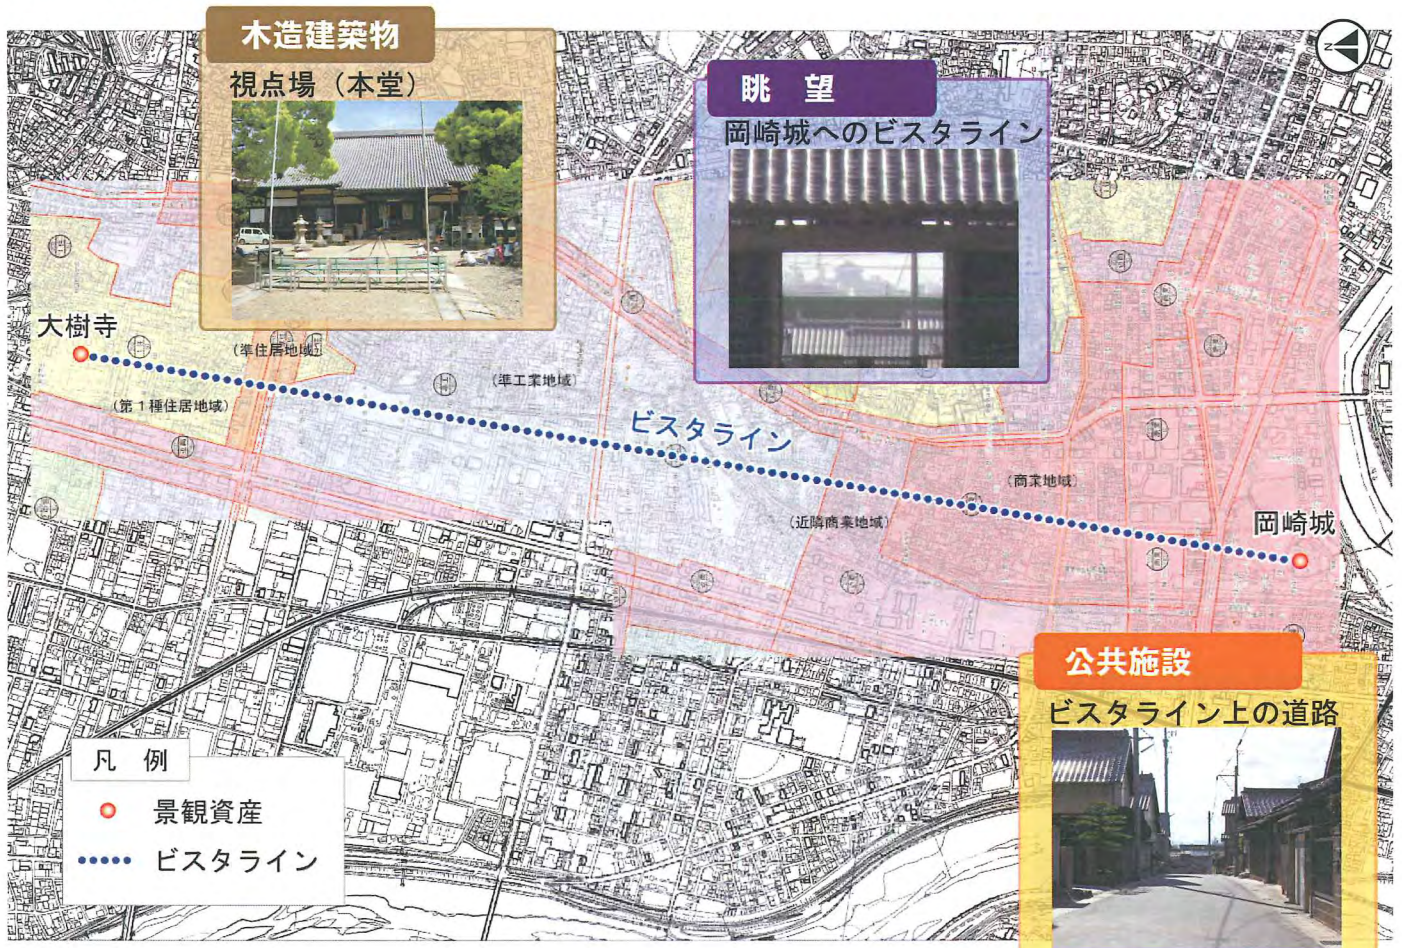 木造建築物
視点場（本堂）
眺　望
岡崎城へのビスタライン
N
大樹寺
（準住居地域）
（準工業地域）
（第１種住居地域）
ビスタライン
（商業地域）
（近隣商業地域）
岡崎城
公共施設
ビスタライン上の道路
凡　例
景観資産
ビスタライン